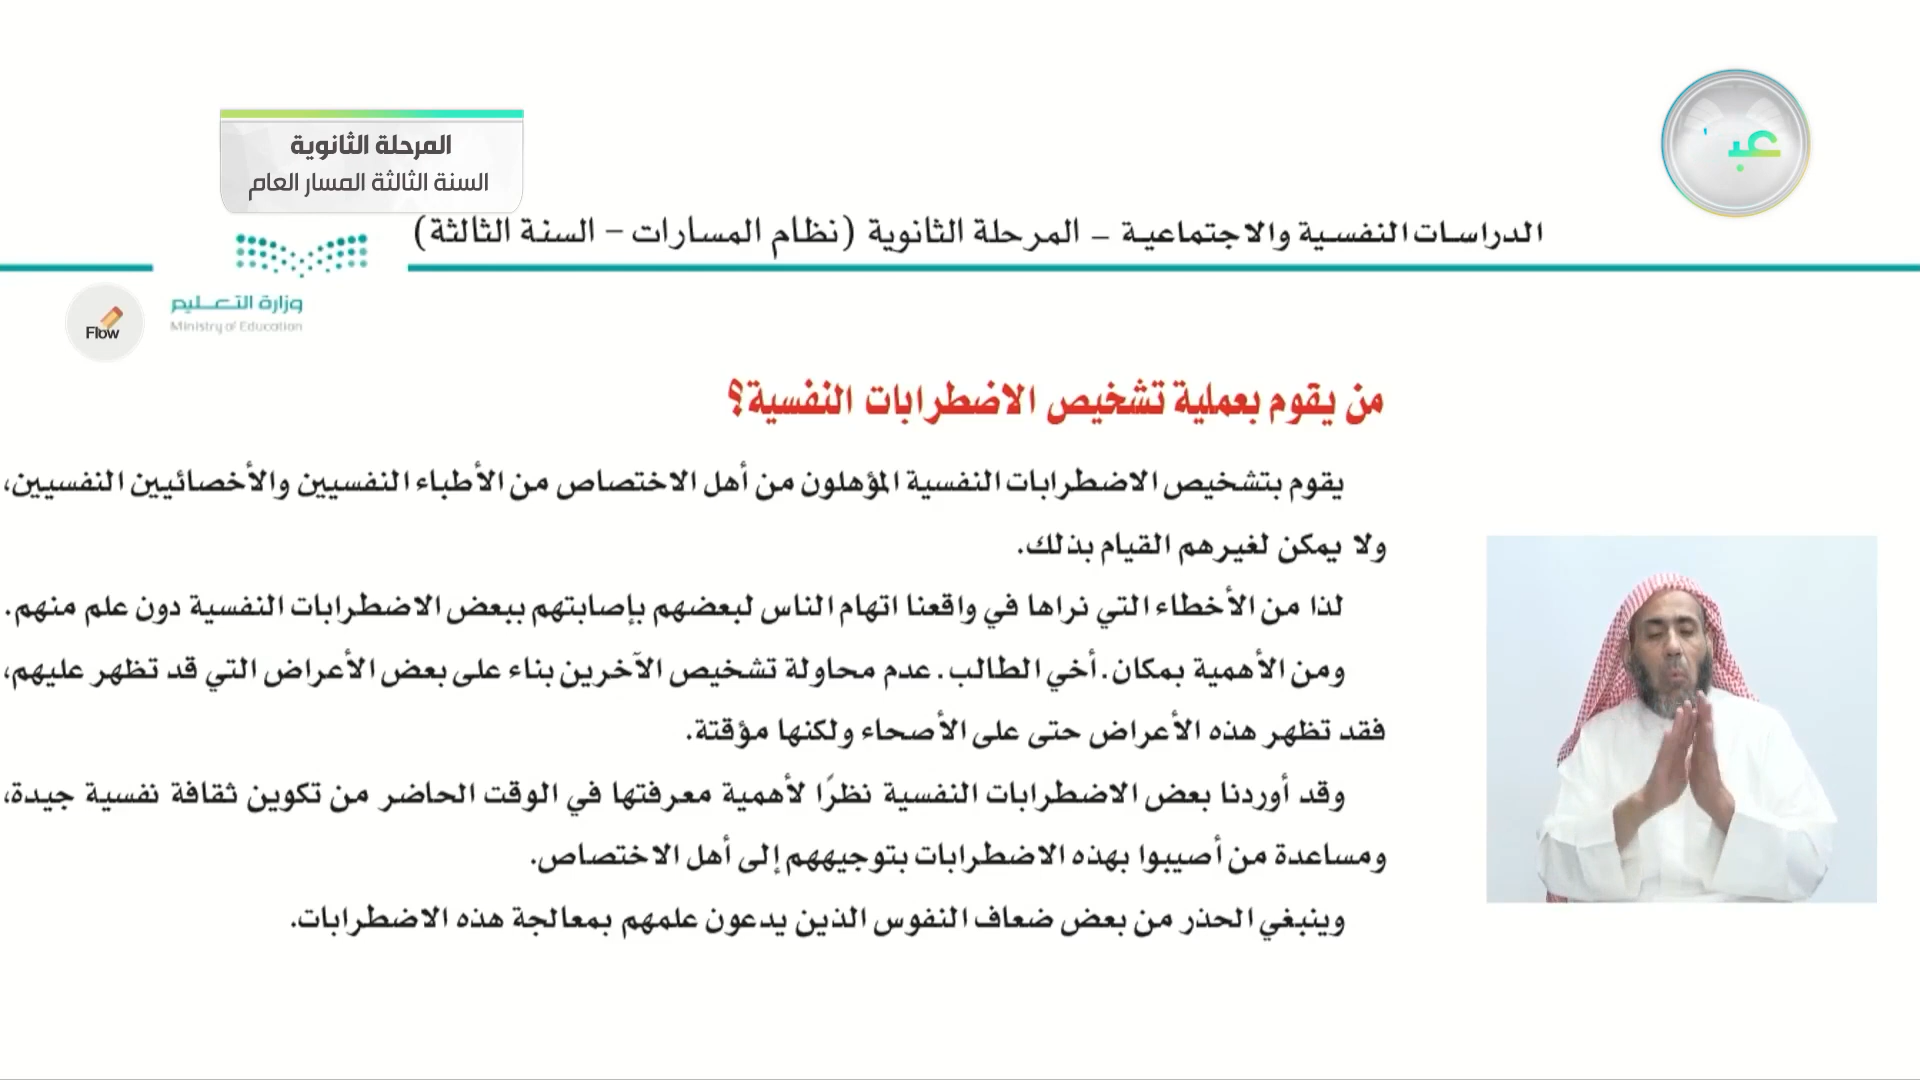 المرحلة الثانوية
السنة الثالثة المسار العام
الدراسات النفسية والاجتماعية – المرحلة الثانوية (نظام المسارات – السنة الثالثة)
وزارة التعليم
Ministry of Education
Flow
من يقوم بعملية تشخيص الاضطرابات النفسية؟
يقوم بتشخيص الاضطرابات النفسية المؤهلون من أهل الاختصاص من الأطباء النفسيين والأخصائيين النفسيين،
ولا يمكن لغيرهم القيام بذلك.
لذا من الأخطاء التي نراها في واقعنا اتهام الناس لبعضهم بإصابتهم ببعض الاضطرابات النفسية دون علم منهم.
ومن الأهمية بمكان. أخي الطالب. عدم محاولة تشخيص الآخرين بناء على بعض الأعراض التي قد تظهر عليهم،
فقد تظهر هذه الأعراض حتى على الأصحاء ولكنها مؤقتة.
وقد أوردنا بعض الاضطرابات النفسية نظرًا لأهمية معرفتها في الوقت الحاضر من تكوين ثقافة نفسية جيدة،
ومساعدة من أصيبوا بهذه الاضطرابات بتوجيههم إلى أهل الاختصاص.
وينبغي الحذر من بعض ضعاف النفوس الذين يدعون علمهم بمعالجة هذه الاضطرابات.